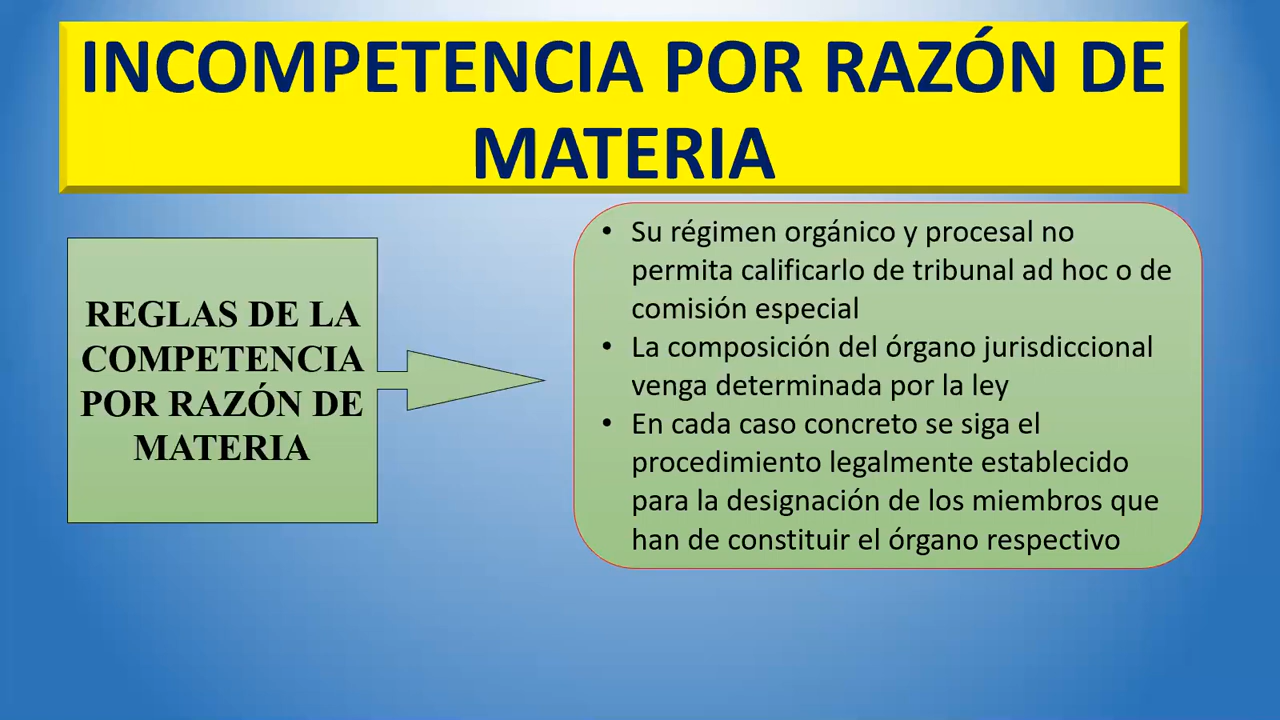 INCOMPETENCIA POR RAZÓN DE
MATERIA
REGLAS DE LA
COMPETENCIA
POR RAZÓN DE
MATERIA
• Su régimen orgánico y procesal no
permita calificarlo de tribunal ad hoc o de
comisión especial
• La composición del órgano jurisdiccional
venga determinada por la ley
• En cada caso concreto se siga el
procedimiento legalmente establecido
para la designación de los miembros que
han de constituir el órgano respectivo